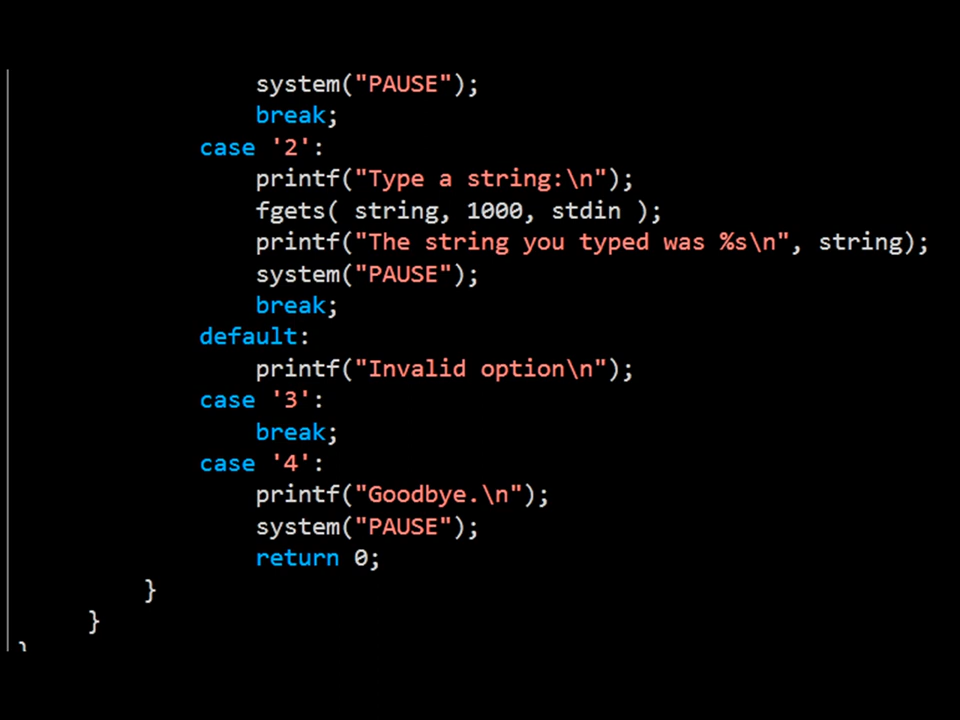 system("PAUSE");
break;
case '2':
printf("Type a string:\n");
fgets( string, 1000, stdin );
printf("The string you typed was %s\n", string);
system("PAUSE");
break;
default:
printf("Invalid option\n");
case '3':
break;
case '4':
printf("Goodbye.\n");
system("PAUSE");
return 0;
}
}
}